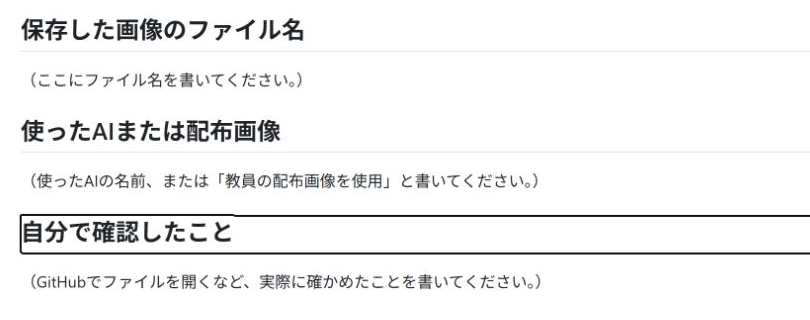 保存した画像のファイル名
（ここにファイル名を書いてください。）
使ったAIまたは配布画像
（使ったAIの名前、または「教員の配布画像を使用」と書いてください。）
自分で確認したこと
（GitHubでファイルを開くなど、実際に確かめたことを書いてください。）